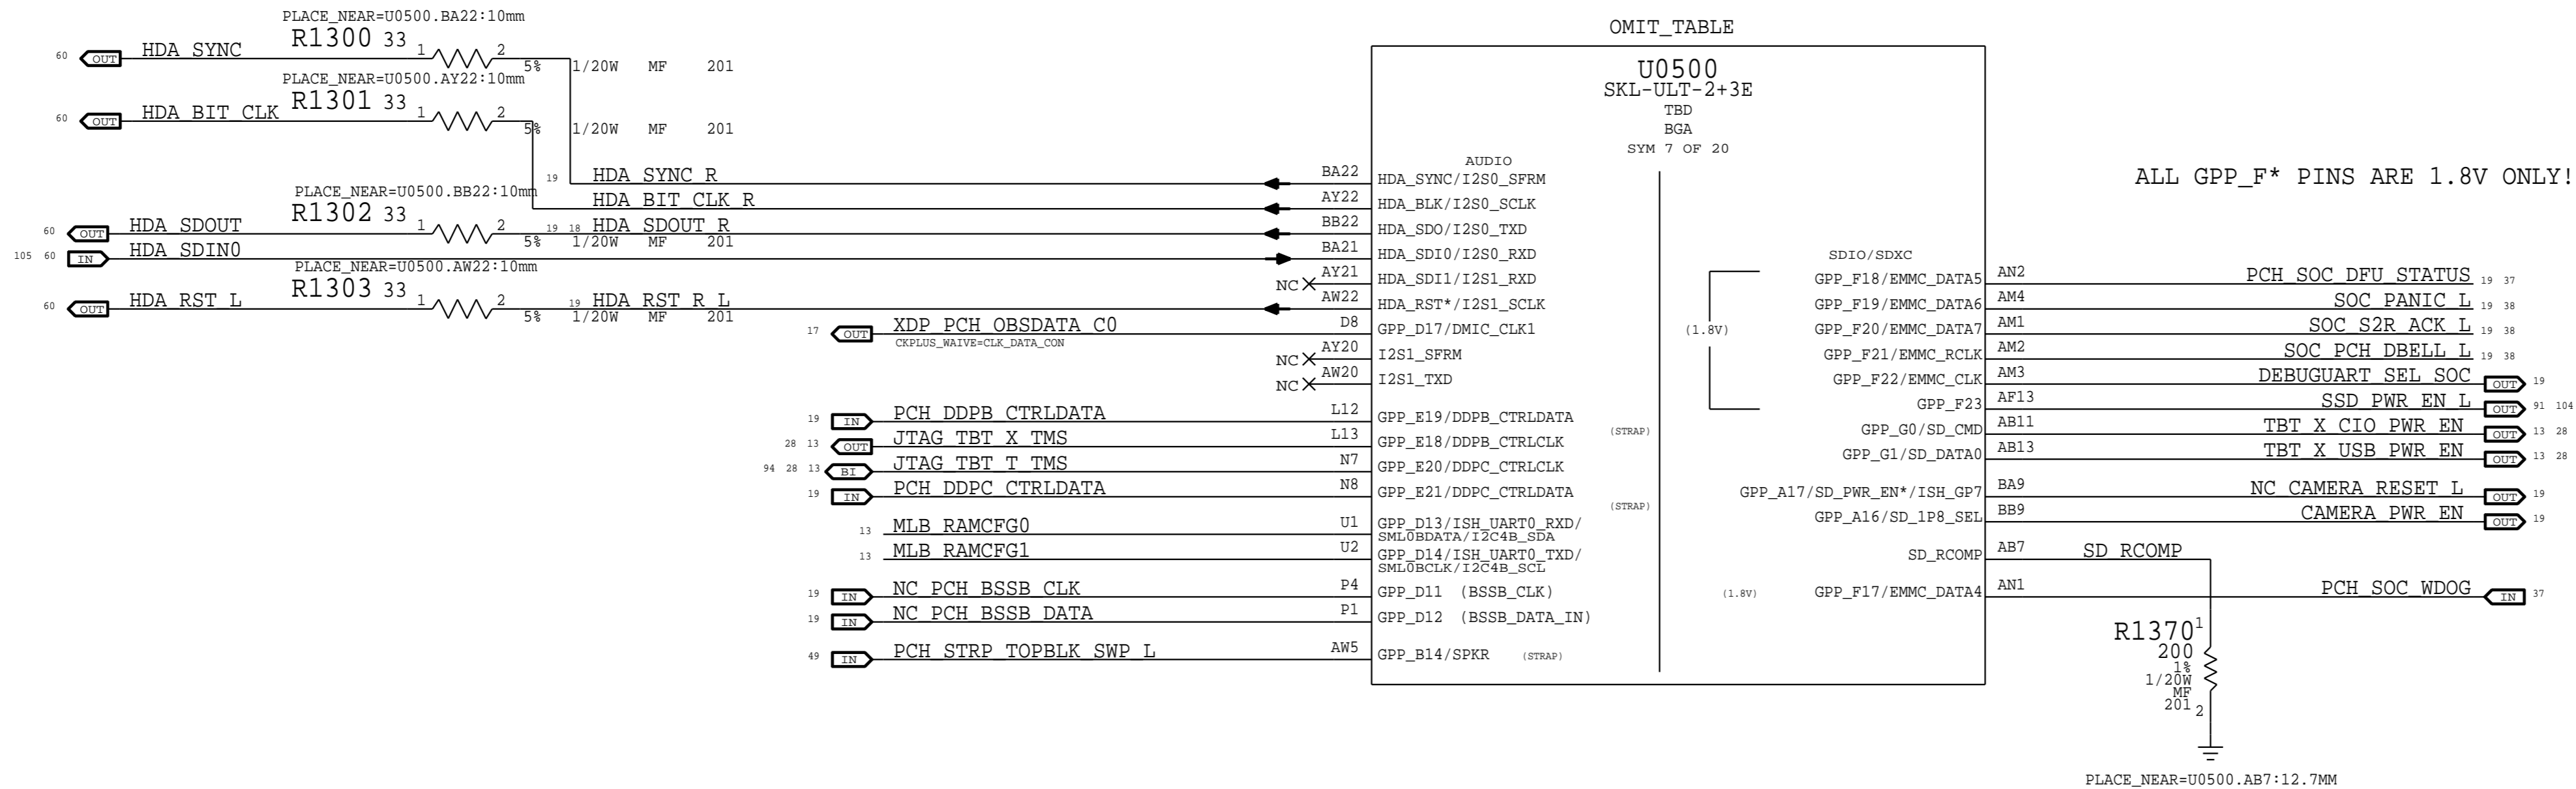 PLACE_NEAR=U0500.BA22:10mm
R1300 33
60 OUT HDA_SYNC 1 2
5% 1/20W MF 201
PLACE_NEAR=U0500.AY22:10mm
R1301 33
60 OUT HDA_BIT_CLK 1 2
5% 1/20W MF 201
19 HDA_SYNC_R
HDA_BIT_CLK_R
PLACE_NEAR=U0500.BB22:10mm
R1302 33
60 OUT HDA_SDOUT 1 2 19 18 HDA_SDOUT_R
5% 1/20W MF 201
105 60 IN HDA_SDIN0
PLACE_NEAR=U0500.AW22:10mm
R1303 33
60 OUT HDA_RST_L 1 2 19 HDA_RST_R_L
5% 1/20W MF 201
17 OUT XDP_PCH_OBSDATA_C0
CKPLUS_WAIVE=CLK_DATA_CON
19 IN PCH_DDPB_CTRLDATA
28 13 OUT JTAG_TBT_X_TMS
94 28 13 BI JTAG_TBT_T_TMS
19 IN PCH_DDPC_CTRLDATA
13 MLB_RAMCFG0
13 MLB_RAMCFG1
19 IN NC_PCH_BSSB_CLK
19 IN NC_PCH_BSSB_DATA
49 IN PCH_STRP_TOPBLK_SWP_L
OMIT_TABLE
U0500
SKL-ULT-2+3E
TBD
BGA
SYM 7 OF 20
AUDIO
BA22 HDA_SYNC/I2S0_SFRM
AY22 HDA_BLK/I2S0_SCLK
BB22 HDA_SDO/I2S0_TXD
BA21 HDA_SDI0/I2S0_RXD
NC AY21 HDA_SDI1/I2S1_RXD
AW22 HDA_RST*/I2S1_SCLK
D8 GPP_D17/DMIC_CLK1
NC AY20 I2S1_SFRM
NC AW20 I2S1_TXD
L12 GPP_E19/DDPB_CTRLDATA
(STRAP)
L13 GPP_E18/DDPB_CTRLCLK
N7 GPP_E20/DDPC_CTRLCLK
N8 GPP_E21/DDPC_CTRLDATA
(STRAP)
U1 GPP_D13/ISH_UART0_RXD/
SML0BDATA/I2C4B_SDA
U2 GPP_D14/ISH_UART0_TXD/
SML0BCLK/I2C4B_SCL
P4 GPP_D11 (BSSB_CLK)
P1 GPP_D12 (BSSB_DATA_IN)
AW5 GPP_B14/SPKR (STRAP)
ALL GPP_F* PINS ARE 1.8V ONLY!
SDIO/SDXC
GPP_F18/EMMC_DATA5 AN2 PCH_SOC_DFU_STATUS 19 37
GPP_F19/EMMC_DATA6 AM4 SOC_PANIC_L 19 38
(1.8V) GPP_F20/EMMC_DATA7 AM1 SOC_S2R_ACK_L 19 38
GPP_F21/EMMC_RCLK AM2 SOC_PCH_DBELL_L 19 38
GPP_F22/EMMC_CLK AM3 DEBUGUART_SEL_SOC OUT 19
GPP_F23 AF13 SSD_PWR_EN_L OUT 91 104
GPP_G0/SD_CMD AB11 TBT_X_CIO_PWR_EN OUT 13 28
GPP_G1/SD_DATA0 AB13 TBT_X_USB_PWR_EN OUT 13 28
GPP_A17/SD_PWR_EN*/ISH_GP7 BA9 NC_CAMERA_RESET_L OUT 19
GPP_A16/SD_1P8_SEL BB9 CAMERA_PWR_EN OUT 19
SD_RCOMP AB7 SD_RCOMP
(1.8V) GPP_F17/EMMC_DATA4 AN1 PCH_SOC_WDOG IN 37
R1370 1
200
1%
1/20W
MF
201 2
PLACE_NEAR=U0500.AB7:12.7MM